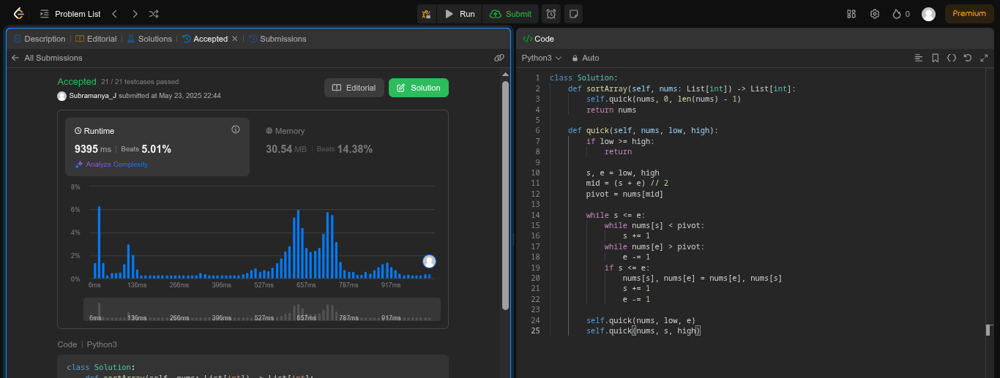 Problem List
Run
Submit
0
Premium
Description
Editorial
Solutions
Accepted
Submissions
All Submissions
Accepted 21 / 21 testcases passed
Subramanya_J submitted at May 23, 2025 22:44
Editorial
Solution
Runtime
9395 ms Beats 5.01%
Analyze Complexity
Memory
30.54 MB Beats 14.38%
8%
6%
4%
2%
0%
6ms 136ms 266ms 396ms 527ms 657ms 787ms 917ms
6ms 136ms 266ms 396ms 527ms 657ms 787ms 917ms
Code Python3
class Solution:
def sortArray(self, nums: List[int]) -> List[int]:
</> Code
Python3 Auto
1 class Solution:
2 def sortArray(self, nums: List[int]) -> List[int]:
3 self.quick(nums, 0, len(nums) - 1)
4 return nums
5
6 def quick(self, nums, low, high):
7 if low >= high:
8 return
9
10 s, e = low, high
11 mid = (s + e) // 2
12 pivot = nums[mid]
13
14 while s <= e:
15 while nums[s] < pivot:
16 s += 1
17 while nums[e] > pivot:
18 e -= 1
19 if s <= e:
20 nums[s], nums[e] = nums[e], nums[s]
21 s += 1
22 e -= 1
23
24 self.quick(nums, low, e)
25 self.quick(nums, s, high)